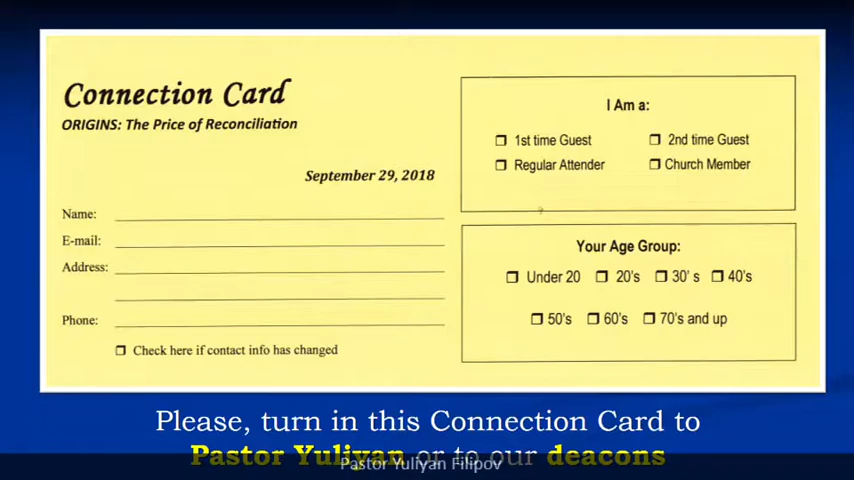 Connection Card
ORIGINS: The Price of Reconciliation
September 29, 2018
Name:
E-mail:
Address:
Phone:
Check here if contact info has changed
I Am a:
1st time Guest 2nd time Guest
Regular Attender Church Member
Your Age Group:
Under 20 20's 30' s 40's
50's 60's 70's and up
Please, turn in this Connection Card to
Pastor Yuliyan or to our deacons
Pastor Yuliyan Filipov